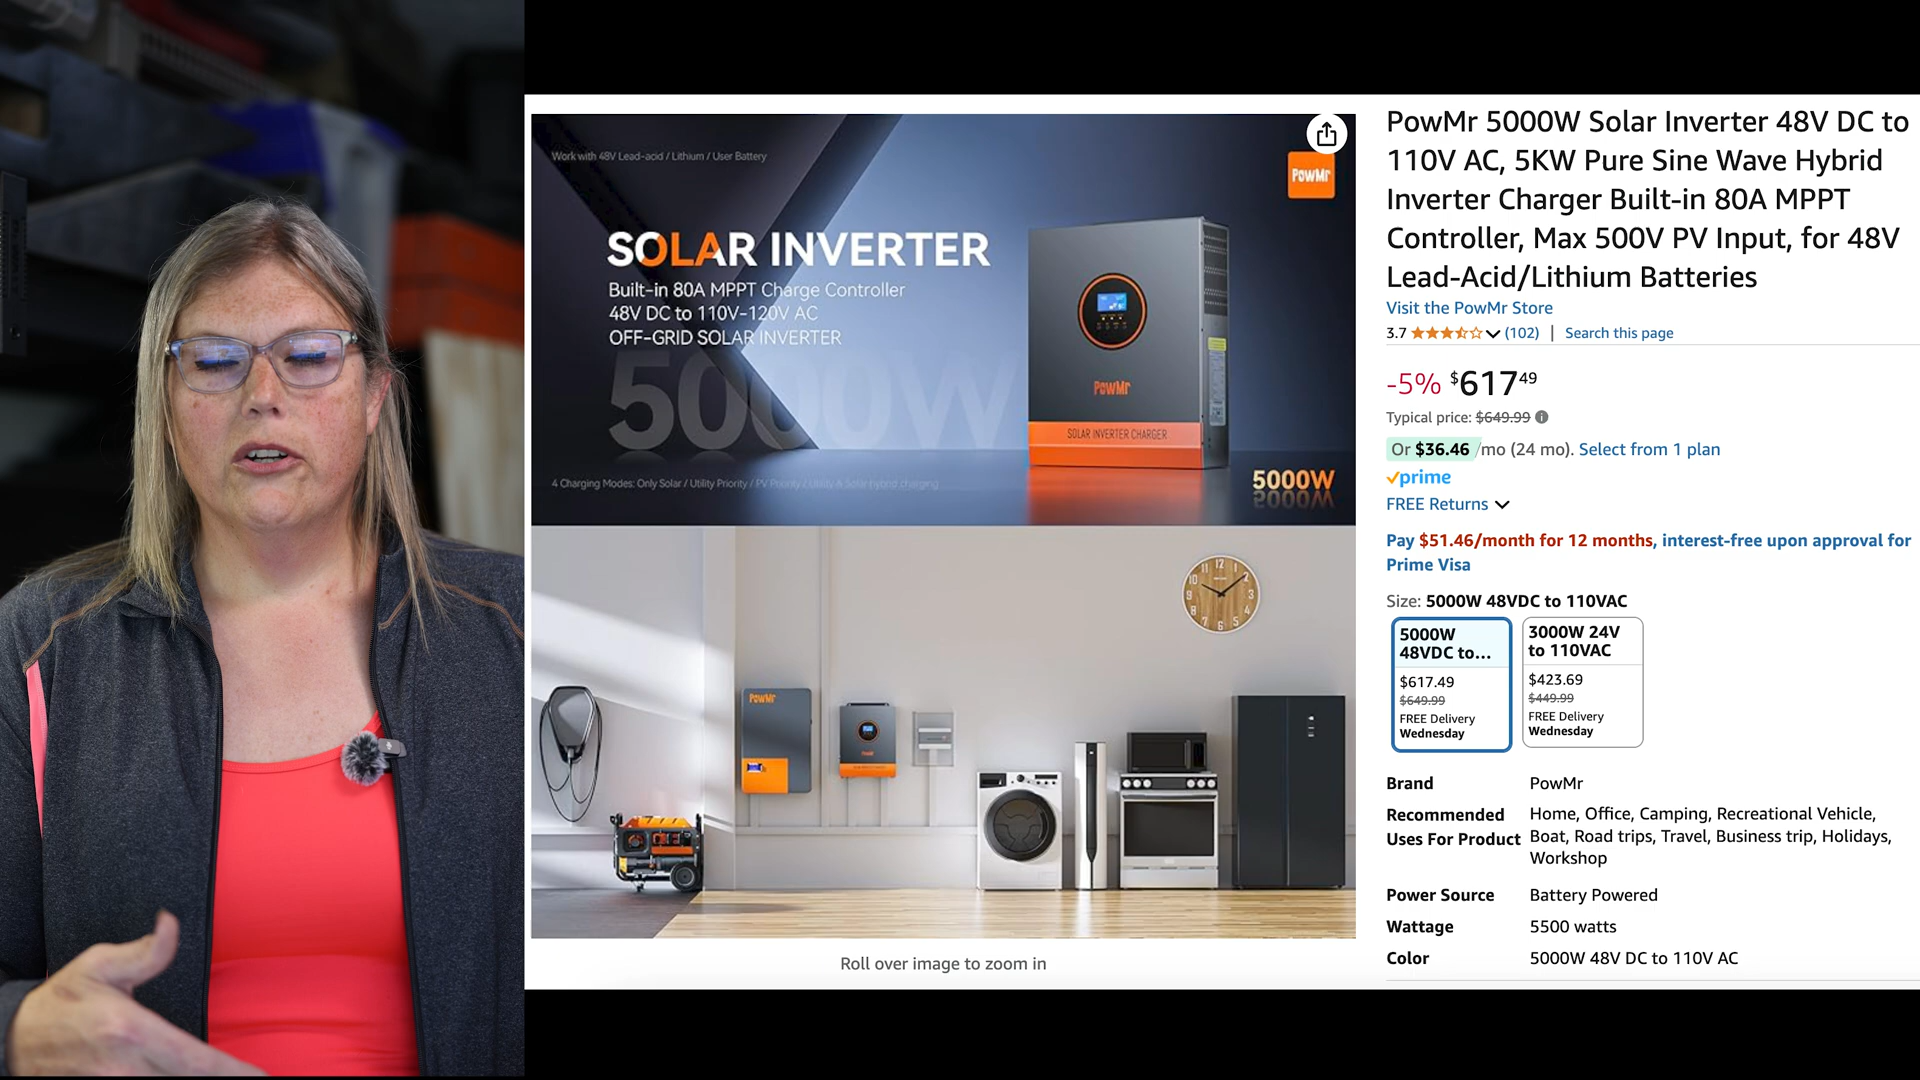 Work with 48V Lead-acid / Lithium / User Battery
PowMr
SOLAR INVERTER
Built-in 80A MPPT Charge Controller
48V DC to 110V-120V AC
OFF-GRID SOLAR INVERTER
5000W
PowMr
SOLAR INVERTER CHARGER
4 Charging Modes: Only Solar / Utility Priority / PV Priority / Utility & Solar hybrid charging
5000W
PowMr
Roll over image to zoom in
PowMr 5000W Solar Inverter 48V DC to
110V AC, 5KW Pure Sine Wave Hybrid
Inverter Charger Built-in 80A MPPT
Controller, Max 500V PV Input, for 48V
Lead-Acid/Lithium Batteries
Visit the PowMr Store
3.7 (102) | Search this page
-5% $617 49
Typical price: $649.99
Or $36.46 /mo (24 mo). Select from 1 plan
prime
FREE Returns
Pay $51.46/month for 12 months, interest-free upon approval for
Prime Visa
Size: 5000W 48VDC to 110VAC
5000W
48VDC to...
$617.49
$649.99
FREE Delivery
Wednesday
3000W 24V
to 110VAC
$423.69
$449.99
FREE Delivery
Wednesday
Brand PowMr
Recommended Uses For Product Home, Office, Camping, Recreational Vehicle,
Boat, Road trips, Travel, Business trip, Holidays,
Workshop
Power Source Battery Powered
Wattage 5500 watts
Color 5000W 48V DC to 110V AC